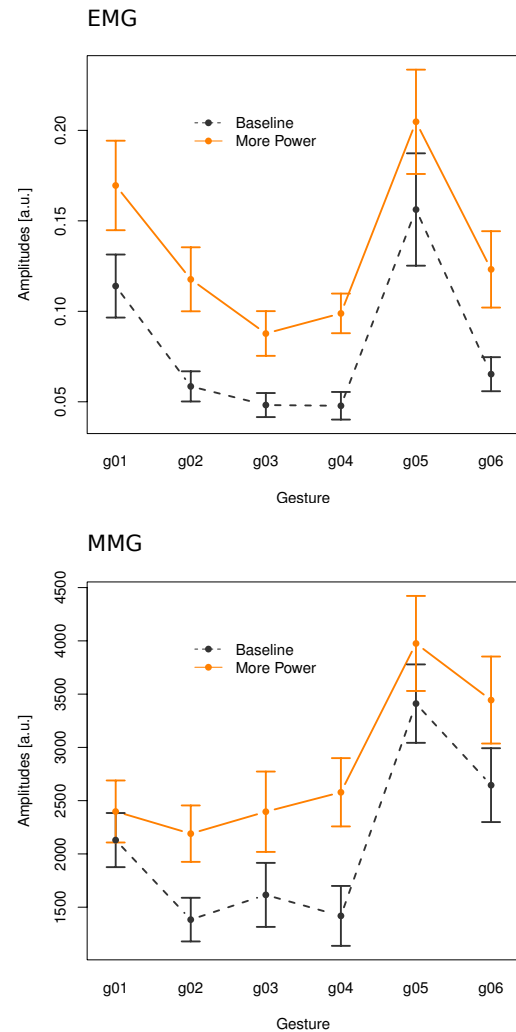 EMG
Baseline
More Power
Amplitudes [a.u.]
0.20
0.15
0.10
0.05
g01 g02 g03 g04 g05 g06
Gesture
MMG
Baseline
More Power
Amplitudes [a.u.]
4500
4000
3500
3000
2500
2000
1500
g01 g02 g03 g04 g05 g06
Gesture